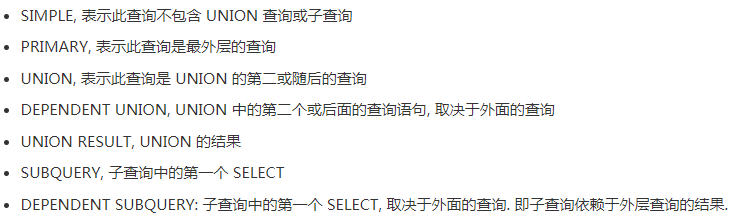 SIMPLE, 表示此查询不包含 UNION 查询或子查询
PRIMARY, 表示此查询是最外层的查询
UNION, 表示此查询是 UNION 的第二或随后的查询
DEPENDENT UNION, UNION 中的第二个或后面的查询语句, 取决于外面的查询
UNION RESULT, UNION 的结果
SUBQUERY, 子查询中的第一个 SELECT
DEPENDENT SUBQUERY: 子查询中的第一个 SELECT, 取决于外面的查询. 即子查询依赖于外层查询的结果.